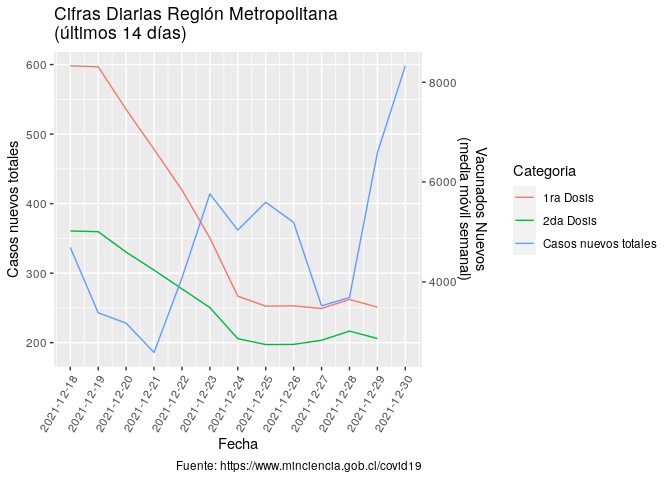 Cifras Diarias Región Metropolitana
(últimos 14 días)
Casos nuevos totales
600
500
400
300
200
8000
6000
4000
Vacunados Nuevos
(media móvil semanal)
2021-12-18
2021-12-19
2021-12-20
2021-12-21
2021-12-22
2021-12-23
2021-12-24
2021-12-25
2021-12-26
2021-12-27
2021-12-28
2021-12-29
2021-12-30
Fecha
Categoria
1ra Dosis
2da Dosis
Casos nuevos totales
Fuente: https://www.minciencia.gob.cl/covid19